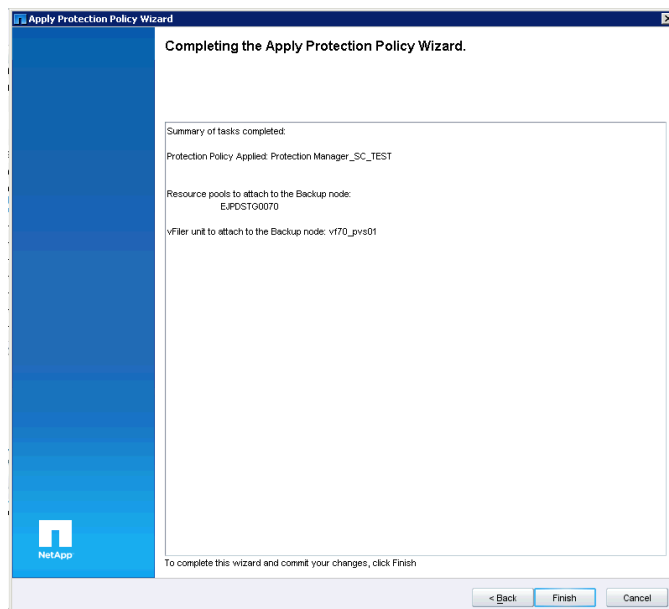 Apply Protection Policy Wizard
Completing the Apply Protection Policy Wizard.
Summary of tasks completed:
Protection Policy Applied: Protection Manager_SC_TEST
Resource pools to attach to the Backup node:
EJPDSTG0070
vFiler unit to attach to the Backup node: vf70_pvs01
NetApp
To complete this wizard and commit your changes, click Finish
< Back
Finish
Cancel